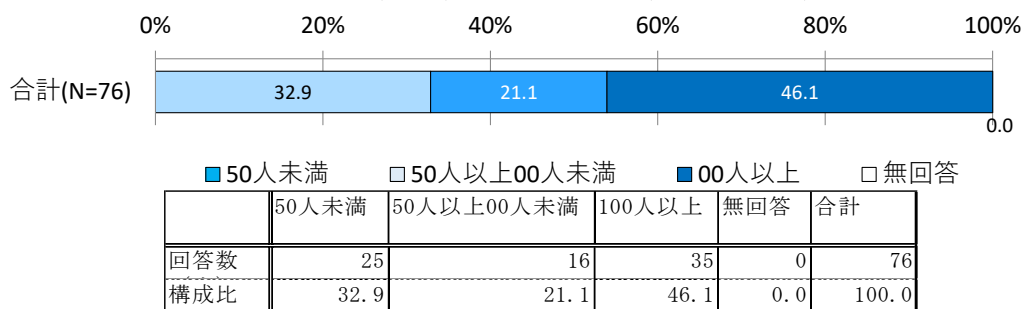 0% 20% 40% 60% 80% 100%
合計(N=76) 32.9 21.1 46.1
0.0
50人未満 50人以上00人未満 00人以上 無回答
50人未満 50人以上00人未満 100人以上 無回答 合計
回答数 25 16 35 0 76
構成比 32.9 21.1 46.1 0.0 100.0